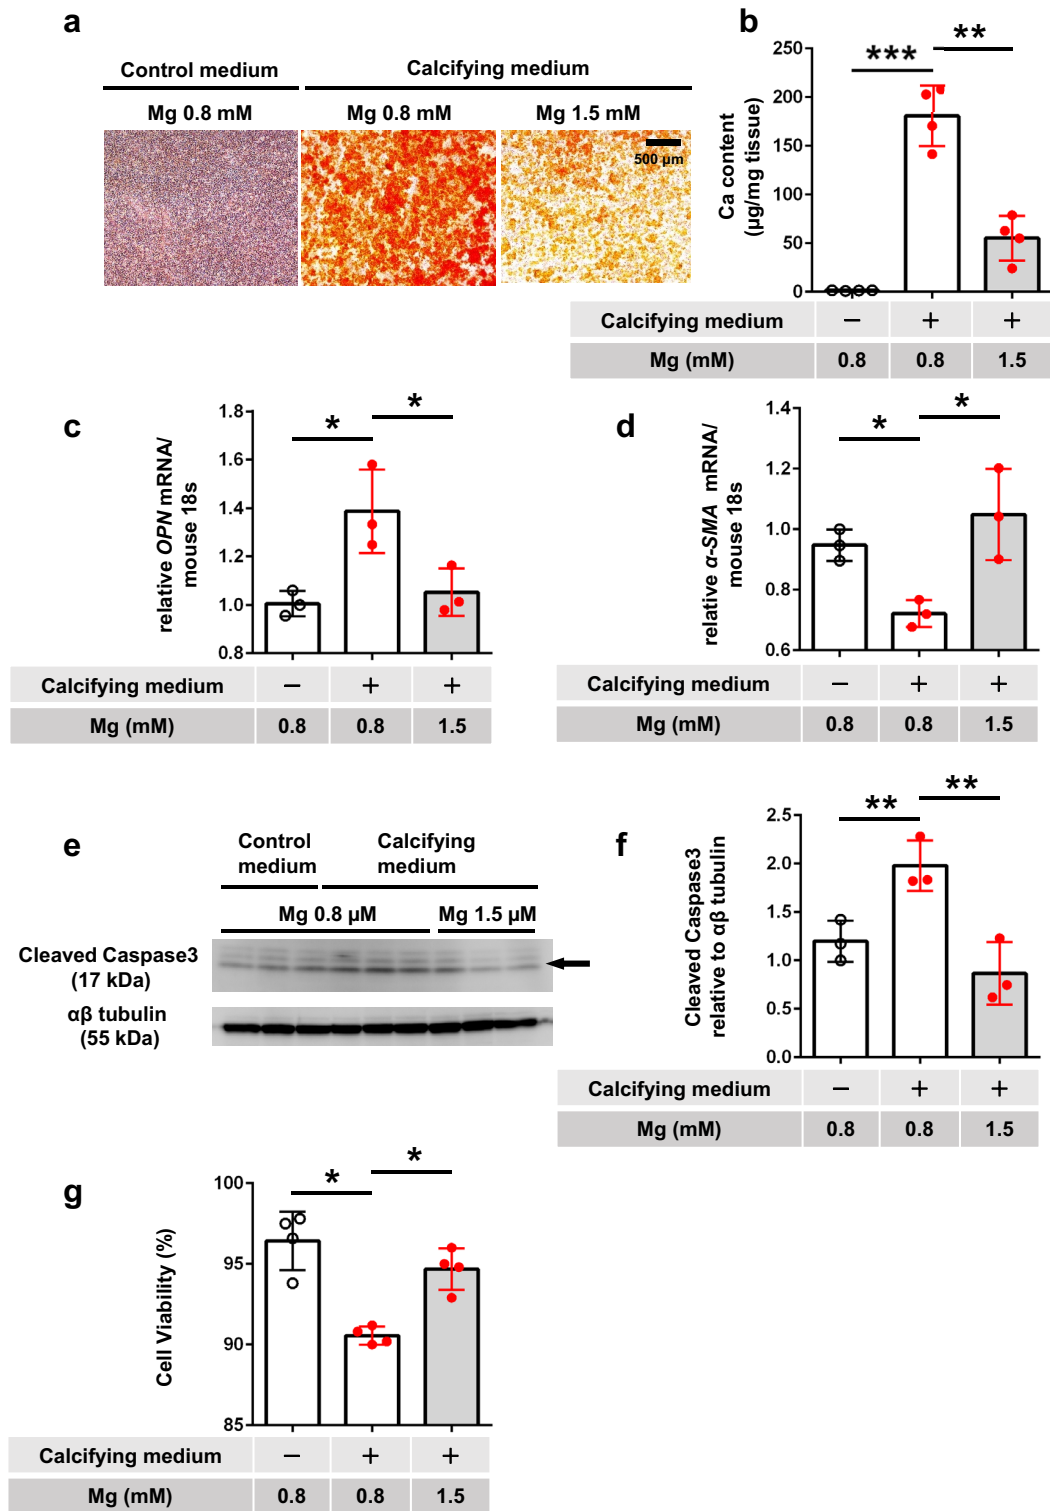 a
Control medium
Calcifying medium
Mg 0.8 mM
Mg 0.8 mM
Mg 1.5 mM
500 μm
b
***
**
Ca content
(μg/mg tissue)
250
200
150
100
50
0
Calcifying medium − + +
Mg (mM) 0.8 0.8 1.5
c
*
*
relative OPN mRNA/
mouse 18s
1.8
1.6
1.4
1.2
1.0
0.8
Calcifying medium − + +
Mg (mM) 0.8 0.8 1.5
d
*
*
relative α-SMA mRNA/
mouse 18s
1.4
1.2
1.0
0.8
0.6
Calcifying medium − + +
Mg (mM) 0.8 0.8 1.5
e
Control
medium
Calcifying
medium
Mg 0.8 μM
Mg 1.5 μM
Cleaved Caspase3
(17 kDa)
αβ tubulin
(55 kDa)
f
**
**
Cleaved Caspase3
relative to αβ tubulin
2.5
2.0
1.5
1.0
0.5
0.0
Calcifying medium − + +
Mg (mM) 0.8 0.8 1.5
g
*
*
Cell Viability (%)
100
95
90
85
Calcifying medium − + +
Mg (mM) 0.8 0.8 1.5